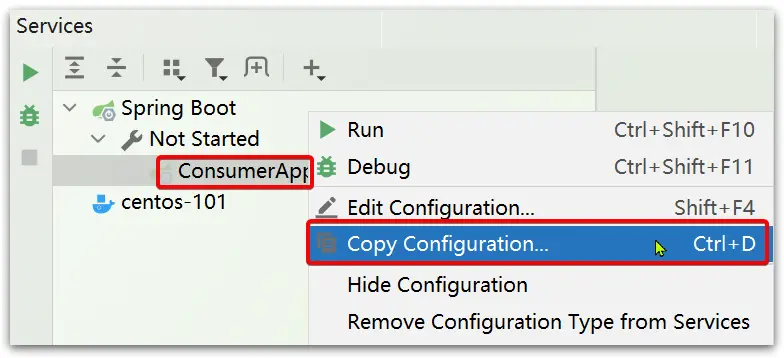 Services
Spring Boot
Not Started
ConsumerApp
centos-101
Run Ctrl+Shift+F10
Debug Ctrl+Shift+F11
Edit Configuration... Shift+F4
Copy Configuration... Ctrl+D
Hide Configuration
Remove Configuration Type from Services